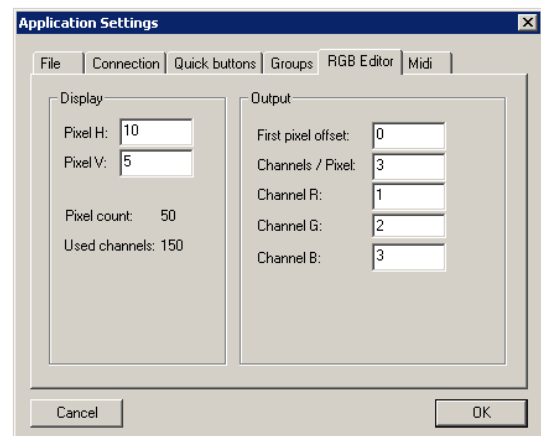 Application Settings
File Connection Quick buttons Groups RGB Editor Midi
Display
Pixel H: 10
Pixel V: 5
Pixel count: 50
Used channels: 150
Output
First pixel offset: 0
Channels / Pixel: 3
Channel R: 1
Channel G: 2
Channel B: 3
Cancel OK